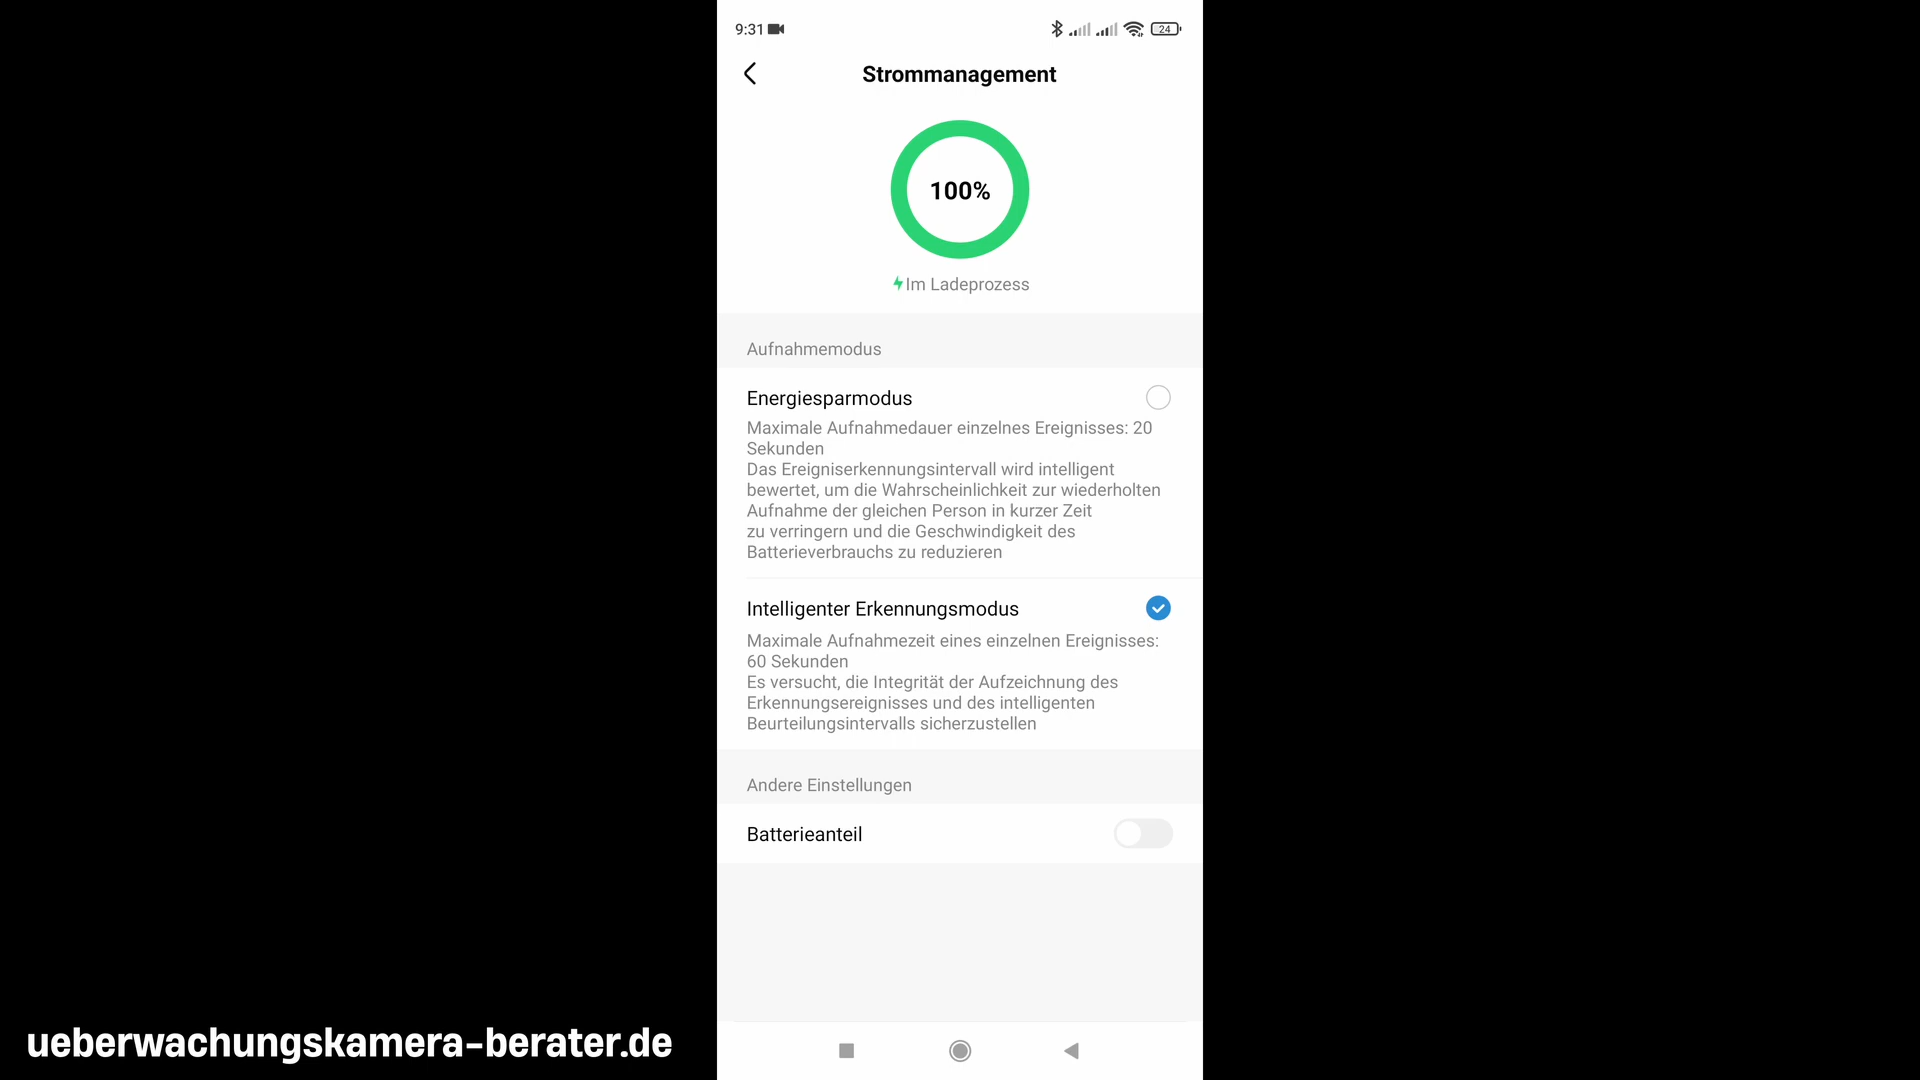 9:31
24
Strommanagement
100%
Im Ladeprozess
Aufnahmemodus
Energiesparmodus
Maximale Aufnahmedauer einzelnes Ereignisses: 20
Sekunden
Das Ereigniserkennungsintervall wird intelligent
bewertet, um die Wahrscheinlichkeit zur wiederholten
Aufnahme der gleichen Person in kurzer Zeit
zu verringern und die Geschwindigkeit des
Batterieverbrauchs zu reduzieren
Intelligenter Erkennungsmodus
Maximale Aufnahmezeit eines einzelnen Ereignisses:
60 Sekunden
Es versucht, die Integrität der Aufzeichnung des
Erkennungsereignisses und des intelligenten
Beurteilungsintervalls sicherzustellen
Andere Einstellungen
Batterieanteil
ueberwachungskamera-berater.de